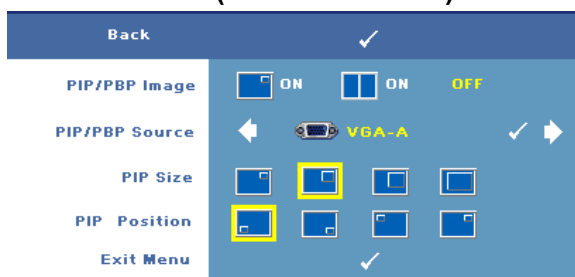 Back
PIP/PBP Image ON ON OFF
PIP/PBP Source VGA-A
PIP Size
PIP Position
Exit Menu